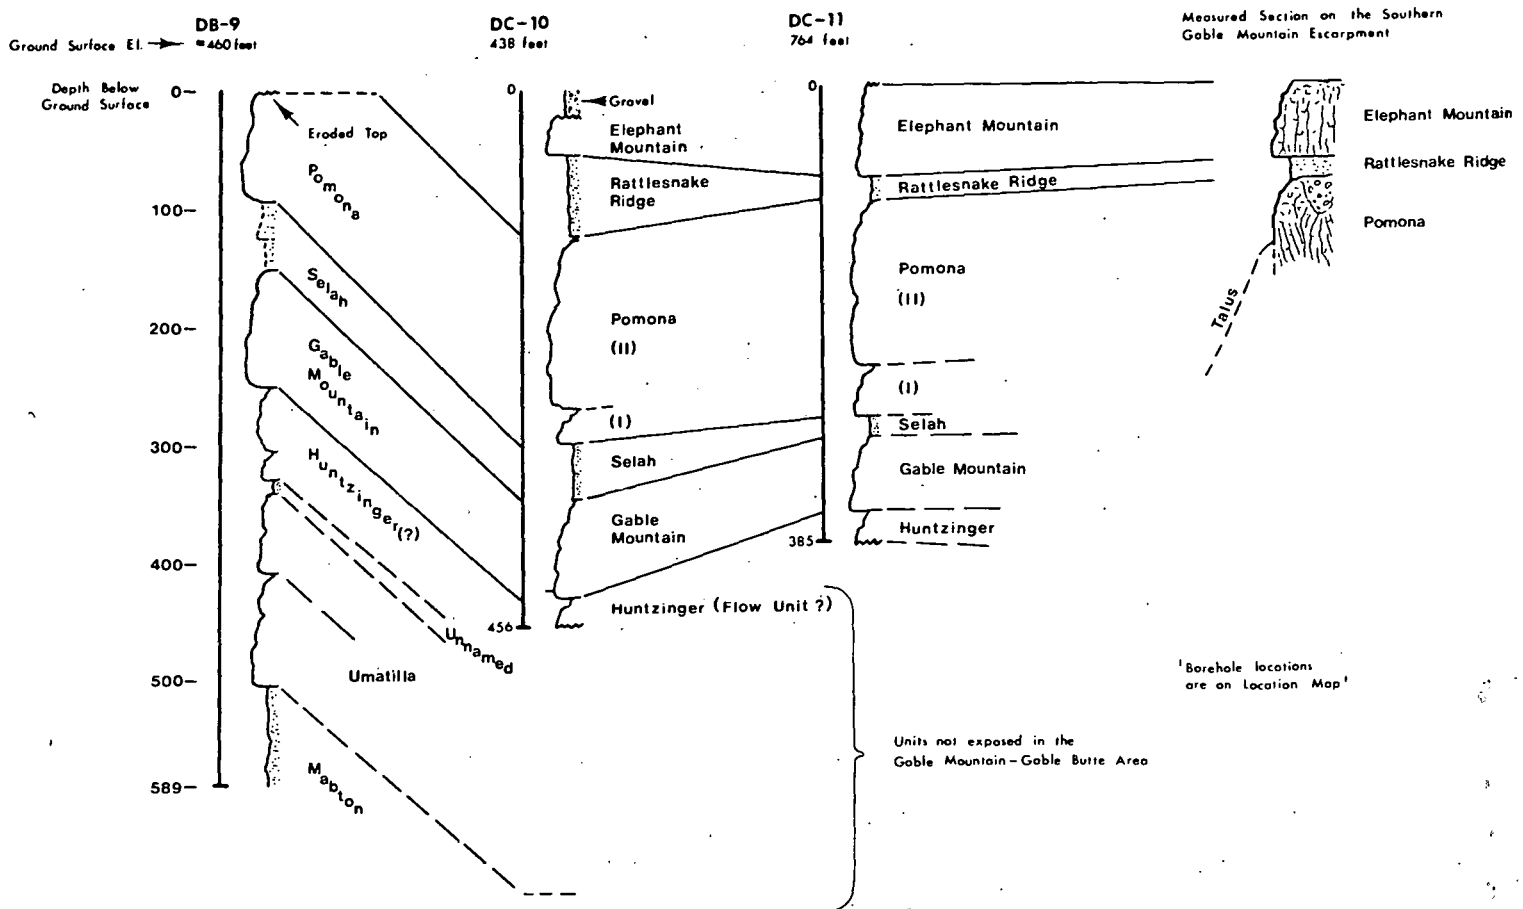 DB-9
DC-10
DC-11
Measured Section on the Southern
Gable Mountain Escarpment
Ground Surface El.
≈460 feet
438 feet
764 feet
Depth Below
Ground Surface
0
0
0
Eroded Top
Gravel
Elephant
Mountain
Elephant Mountain
Elephant Mountain
Rattlesnake
Ridge
Rattlesnake Ridge
Rattlesnake Ridge
Pomona
100
Pomona
Selah
Pomona
(II)
Talus
200
Pomona
(II)
Gable
Mountain
(I)
(I)
Selah
300
Selah
Gable Mountain
Huntzinger(?)
Gable
Mountain
Huntzinger
385
400
Huntzinger (Flow Unit ?)
456
Unnamed
Umatilla
500
'Borehole locations
are on Location Map'
Units not exposed in the
Gable Mountain-Gable Butte Area
Mabton
589